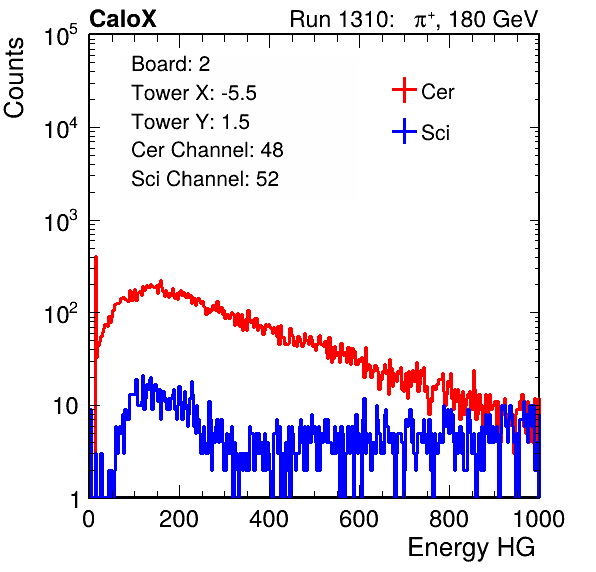 CaloX Run 1310: π⁺, 180 GeV
Counts
Board: 2
Tower X: -5.5
Tower Y: 1.5
Cer Channel: 48
Sci Channel: 52
Cer
Sci
10⁵
10⁴
10³
10²
10
1
0 200 400 600 800 1000
Energy HG